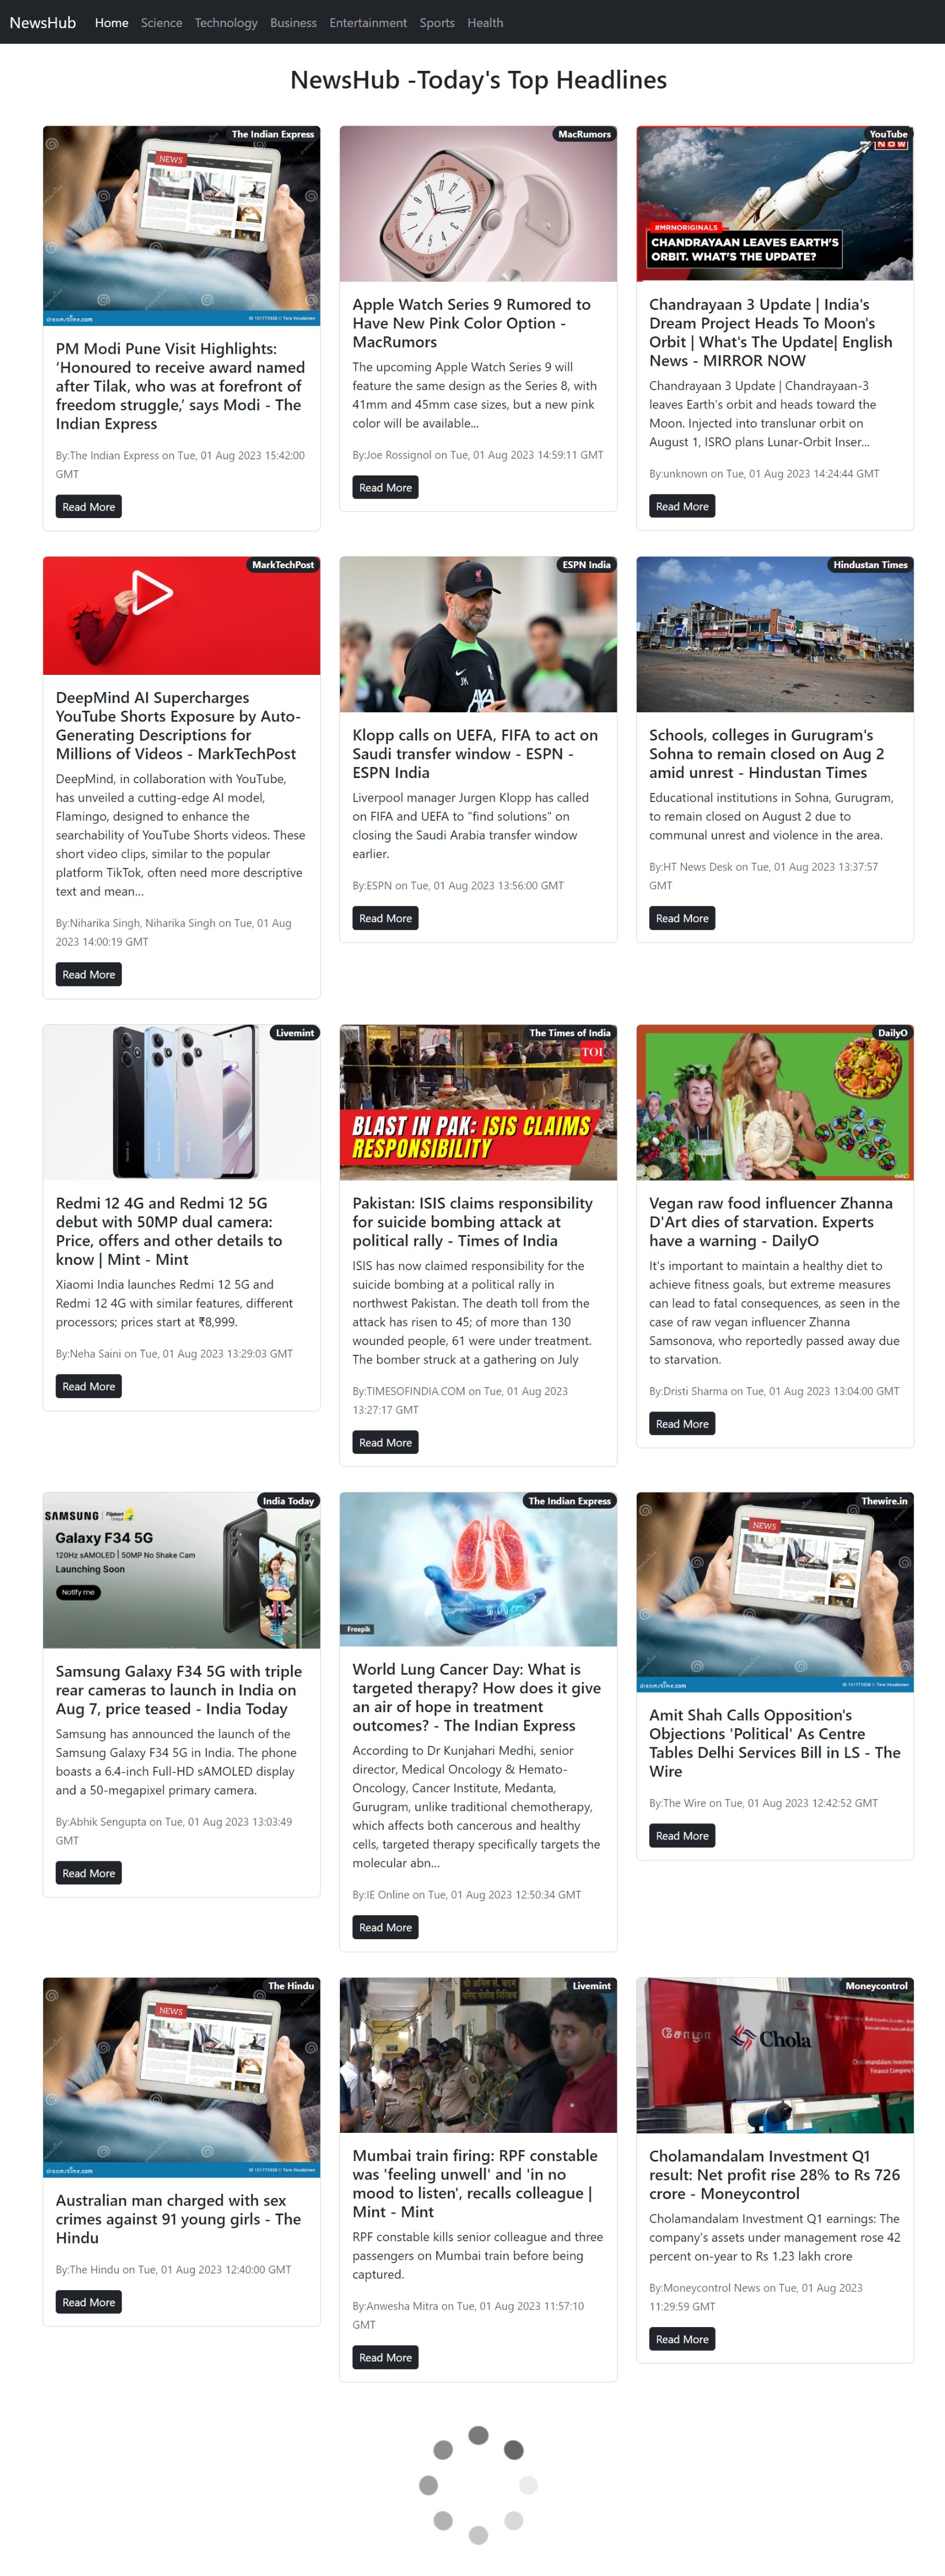 NewsHub Home Science Technology Business Entertainment Sports Health
NewsHub -Today's Top Headlines
The Indian Express
NEWS
dreamstime.com
ID 151771038 © Tero Vesalainen
PM Modi Pune Visit Highlights:
‘Honoured to receive award named
after Tilak, who was at forefront of
freedom struggle,’ says Modi - The
Indian Express
By:The Indian Express on Tue, 01 Aug 2023 15:42:00
GMT
Read More
MacRumors
Apple Watch Series 9 Rumored to
Have New Pink Color Option -
MacRumors
The upcoming Apple Watch Series 9 will
feature the same design as the Series 8, with
41mm and 45mm case sizes, but a new pink
color will be available...
By:Joe Rossignol on Tue, 01 Aug 2023 14:59:11 GMT
Read More
YouTube
NOW
#MRNORIGINALS
CHANDRAYAAN LEAVES EARTH'S
ORBIT. WHAT'S THE UPDATE?
Chandrayaan 3 Update | India's
Dream Project Heads To Moon's
Orbit | What's The Update| English
News - MIRROR NOW
Chandrayaan 3 Update | Chandrayaan-3
leaves Earth's orbit and heads toward the
Moon. Injected into translunar orbit on
August 1, ISRO plans Lunar-Orbit Inser...
By:unknown on Tue, 01 Aug 2023 14:24:44 GMT
Read More
MarkTechPost
DeepMind AI Supercharges
YouTube Shorts Exposure by Auto-
Generating Descriptions for
Millions of Videos - MarkTechPost
DeepMind, in collaboration with YouTube,
has unveiled a cutting-edge AI model,
Flamingo, designed to enhance the
searchability of YouTube Shorts videos. These
short video clips, similar to the popular
platform TikTok, often need more descriptive
text and mean...
By:Niharika Singh, Niharika Singh on Tue, 01 Aug
2023 14:00:19 GMT
Read More
ESPN India
JK
AXA
Klopp calls on UEFA, FIFA to act on
Saudi transfer window - ESPN -
ESPN India
Liverpool manager Jurgen Klopp has called
on FIFA and UEFA to "find solutions" on
closing the Saudi Arabia transfer window
earlier.
By:ESPN on Tue, 01 Aug 2023 13:56:00 GMT
Read More
Hindustan Times
Schools, colleges in Gurugram's
Sohna to remain closed on Aug 2
amid unrest - Hindustan Times
Educational institutions in Sohna, Gurugram,
to remain closed on August 2 due to
communal unrest and violence in the area.
By:HT News Desk on Tue, 01 Aug 2023 13:37:57
GMT
Read More
Livemint
Redmi 12 4G and Redmi 12 5G
debut with 50MP dual camera:
Price, offers and other details to
know | Mint - Mint
Xiaomi India launches Redmi 12 5G and
Redmi 12 4G with similar features, different
processors; prices start at ₹8,999.
By:Neha Saini on Tue, 01 Aug 2023 13:29:03 GMT
Read More
The Times of India
TOI
BLAST IN PAK: ISIS CLAIMS
RESPONSIBILITY
Pakistan: ISIS claims responsibility
for suicide bombing attack at
political rally - Times of India
ISIS has now claimed responsibility for the
suicide bombing at a political rally in
northwest Pakistan. The death toll from the
attack has risen to 45; of more than 130
wounded people, 61 were under treatment.
The bomber struck at a gathering on July
By:TIMESOFINDIA.COM on Tue, 01 Aug 2023
13:27:17 GMT
Read More
DailyO
dailyO
Vegan raw food influencer Zhanna
D'Art dies of starvation. Experts
have a warning - DailyO
It's important to maintain a healthy diet to
achieve fitness goals, but extreme measures
can lead to fatal consequences, as seen in the
case of raw vegan influencer Zhanna
Samsonova, who reportedly passed away due
to starvation.
By:Dristi Sharma on Tue, 01 Aug 2023 13:04:00 GMT
Read More
India Today
SAMSUNG Flipkart Unique
Galaxy F34 5G
120Hz sAMOLED | 50MP No Shake Cam
Launching Soon
Notify me
Samsung Galaxy F34 5G with triple
rear cameras to launch in India on
Aug 7, price teased - India Today
Samsung has announced the launch of the
Samsung Galaxy F34 5G in India. The phone
boasts a 6.4-inch Full-HD sAMOLED display
and a 50-megapixel primary camera.
By:Abhik Sengupta on Tue, 01 Aug 2023 13:03:49
GMT
Read More
The Indian Express
Freepik
World Lung Cancer Day: What is
targeted therapy? How does it give
an air of hope in treatment
outcomes? - The Indian Express
According to Dr Kunjahari Medhi, senior
director, Medical Oncology & Hemato-
Oncology, Cancer Institute, Medanta,
Gurugram, unlike traditional chemotherapy,
which affects both cancerous and healthy
cells, targeted therapy specifically targets the
molecular abn...
By:IE Online on Tue, 01 Aug 2023 12:50:34 GMT
Read More
Thewire.in
NEWS
dreamstime.com
ID 151771038 © Tero Vesalainen
Amit Shah Calls Opposition's
Objections 'Political' As Centre
Tables Delhi Services Bill in LS - The
Wire
By:The Wire on Tue, 01 Aug 2023 12:42:52 GMT
Read More
The Hindu
NEWS
dreamstime.com
ID 151771038 © Tero Vesalainen
Australian man charged with sex
crimes against 91 young girls - The
Hindu
By:The Hindu on Tue, 01 Aug 2023 12:40:00 GMT
Read More
Livemint
Mumbai train firing: RPF constable
was 'feeling unwell' and 'in no
mood to listen', recalls colleague |
Mint - Mint
RPF constable kills senior colleague and three
passengers on Mumbai train before being
captured.
By:Anwesha Mitra on Tue, 01 Aug 2023 11:57:10
GMT
Read More
Moneycontrol
சோழா
Chola
Cholamandalam Investment Q1
result: Net profit rise 28% to Rs 726
crore - Moneycontrol
Cholamandalam Investment Q1 earnings: The
company's assets under management rose 42
percent on-year to Rs 1.23 lakh crore
By:Moneycontrol News on Tue, 01 Aug 2023
11:29:59 GMT
Read More